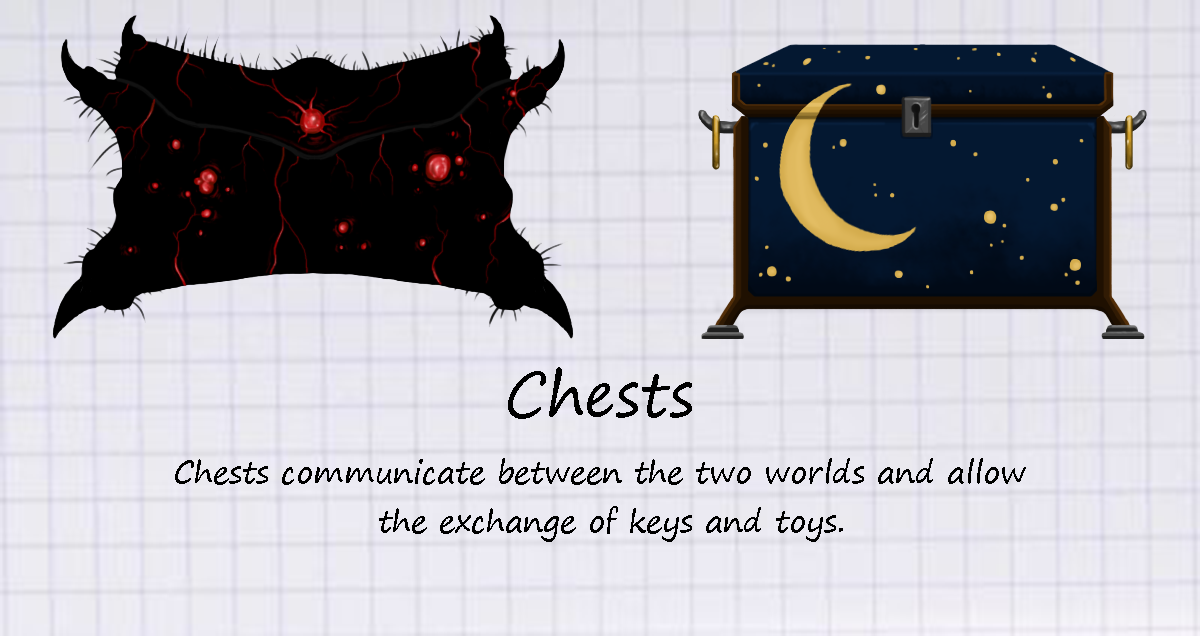 Chests
Chests communicate between the two worlds and allow
the exchange of keys and toys.